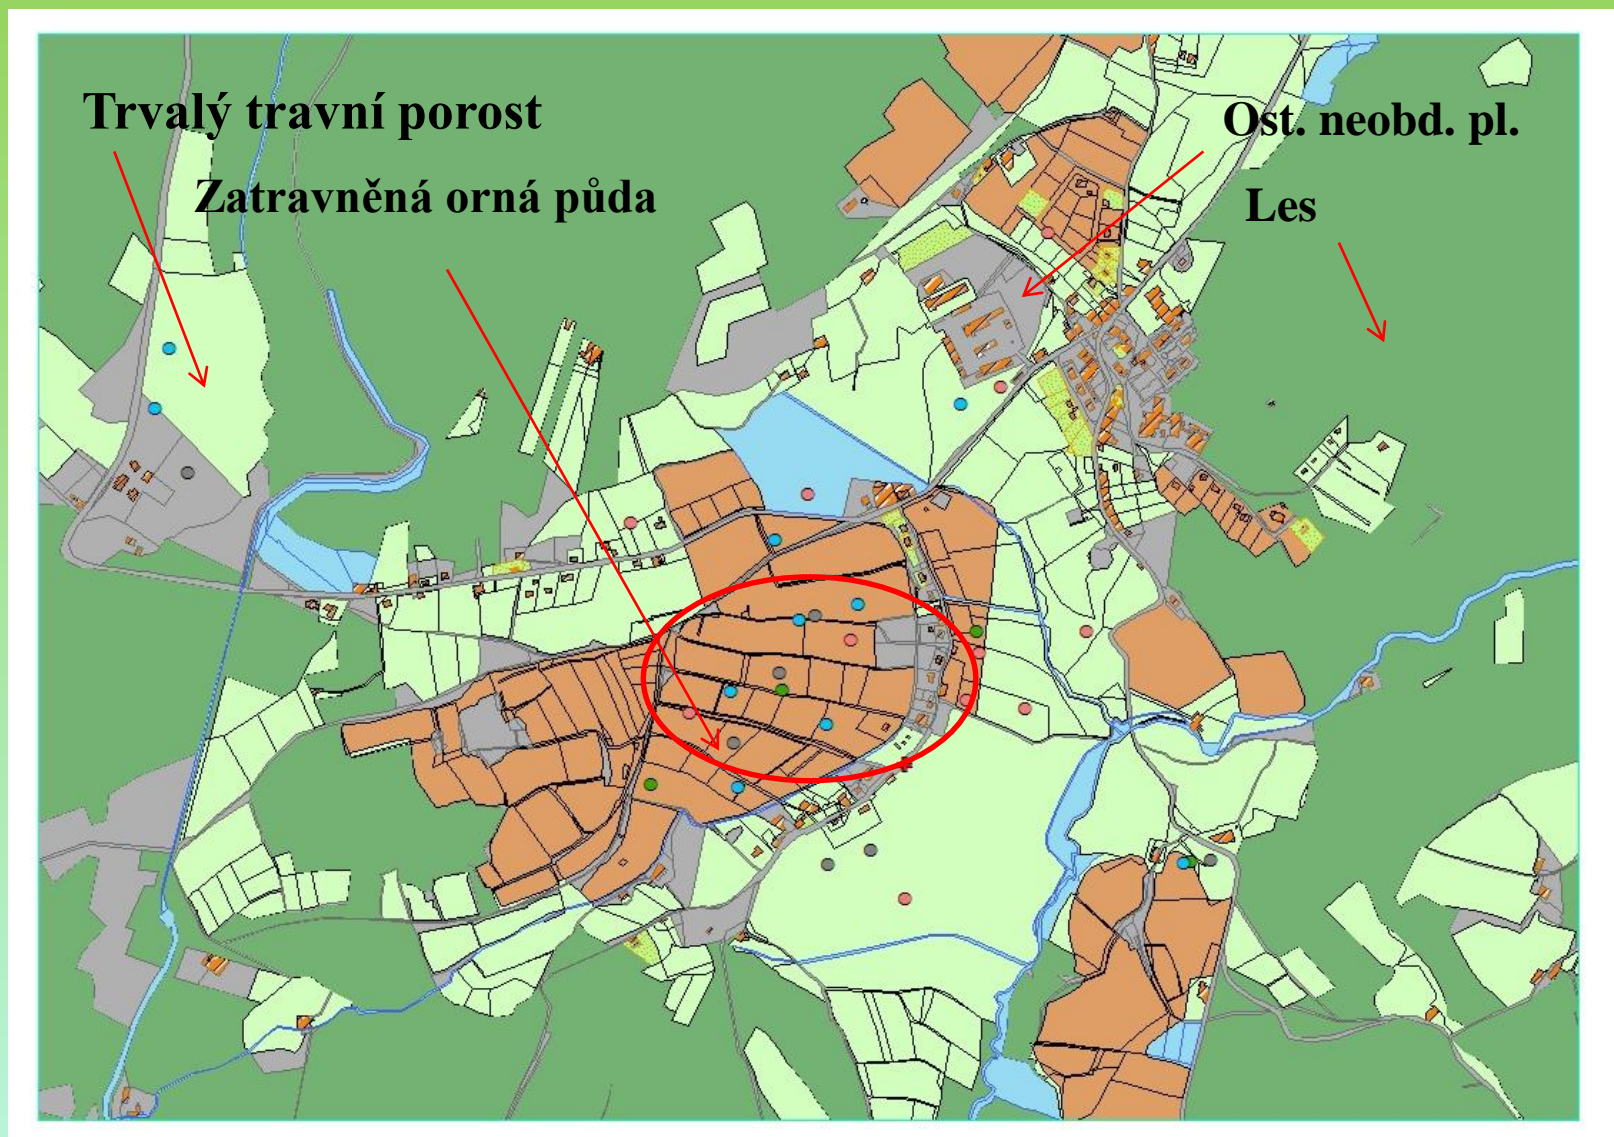 Trvalý travní porost
Zatravněná orná půda
Ost. neobd. pl.
Les